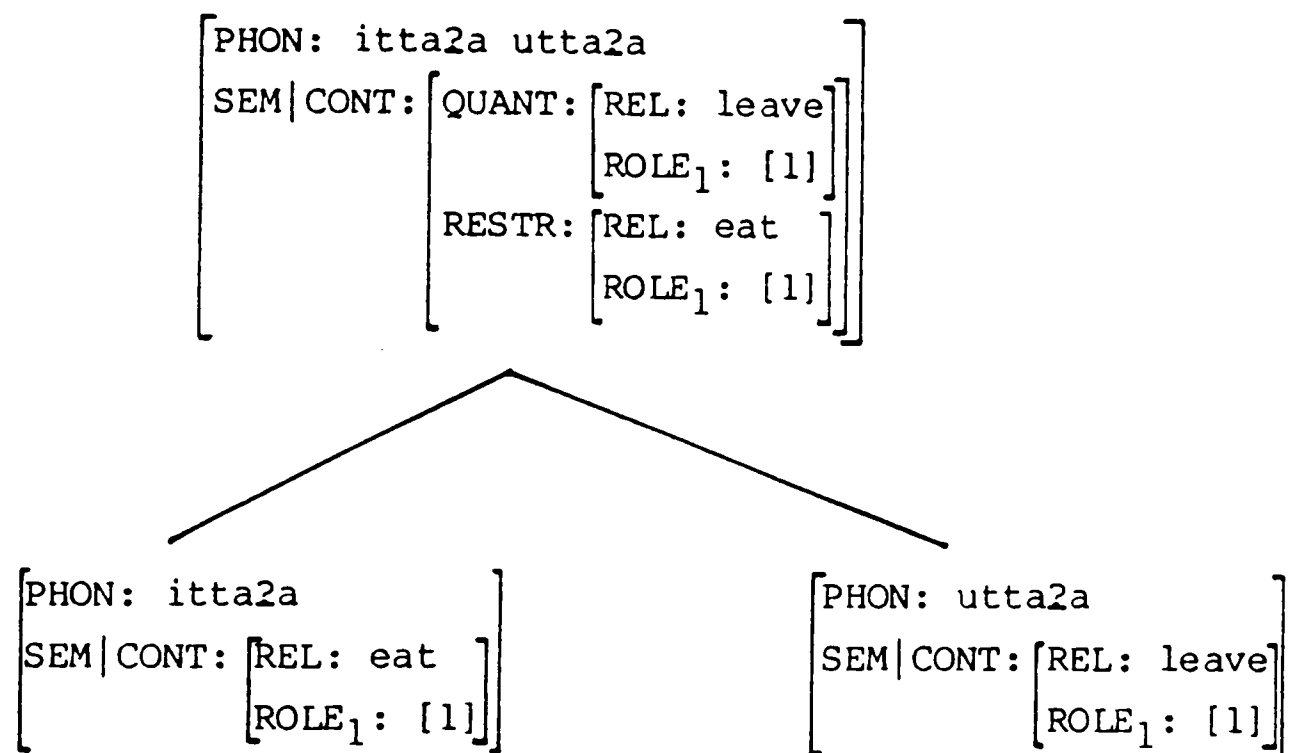 PHON: itta2a utta2a
SEM|CONT: QUANT: REL: leave
ROLE₁: [1]
RESTR: REL: eat
ROLE₁: [1]
PHON: itta2a
SEM|CONT: REL: eat
ROLE₁: [1]
PHON: utta2a
SEM|CONT: REL: leave
ROLE₁: [1]